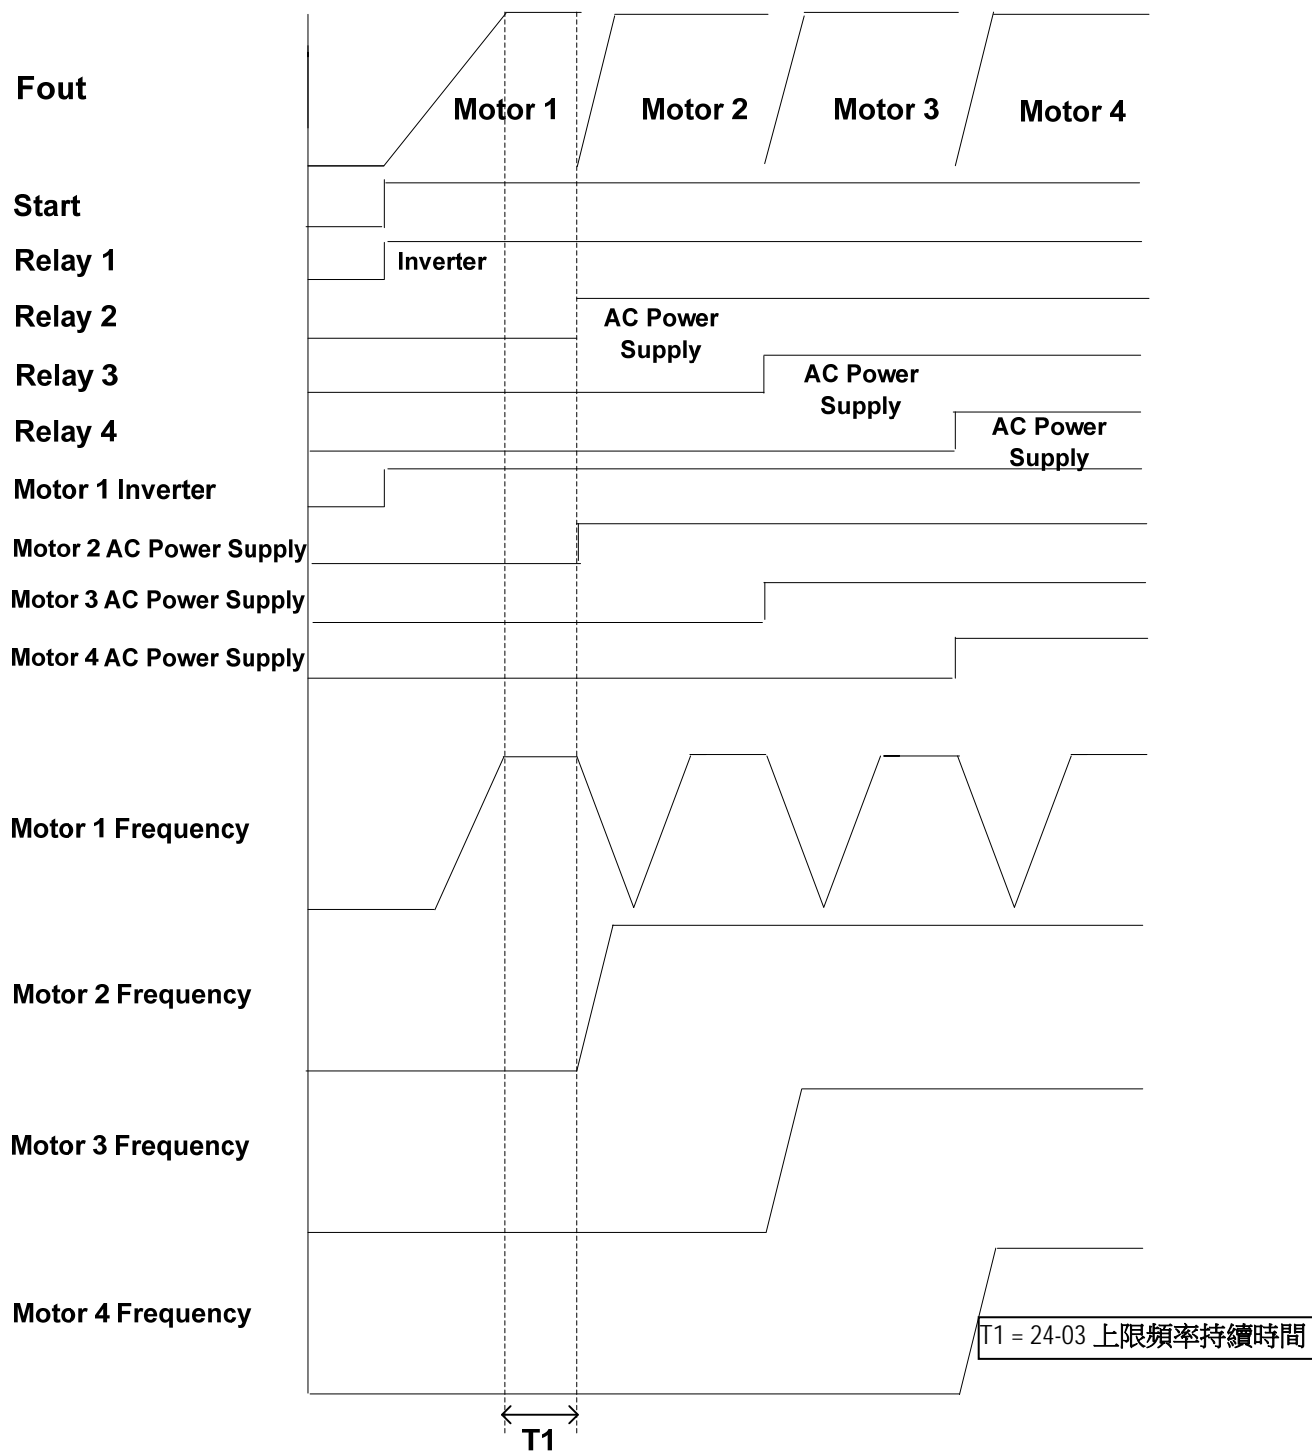 Fout
Motor 1
Motor 2
Motor 3
Motor 4
Start
Relay 1
Inverter
Relay 2
AC Power
Supply
Relay 3
AC Power
Supply
Relay 4
AC Power
Supply
Motor 1 Inverter
Motor 2 AC Power Supply
Motor 3 AC Power Supply
Motor 4 AC Power Supply
Motor 1 Frequency
Motor 2 Frequency
Motor 3 Frequency
Motor 4 Frequency
T1 = 24-03 上限頻率持續時間
T1